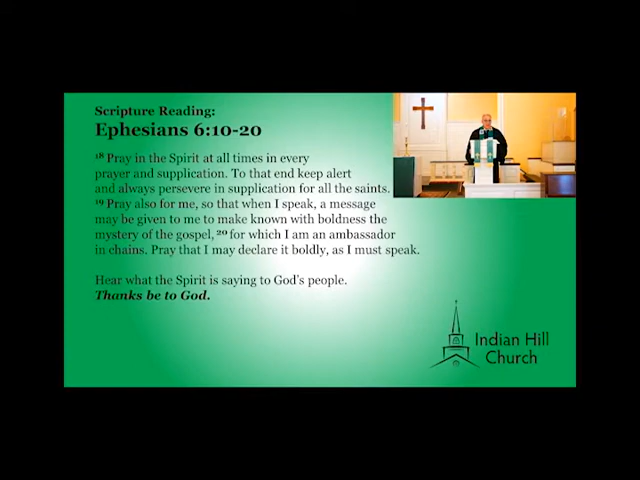 Scripture Reading:
Ephesians 6:10-20
18 Pray in the Spirit at all times in every
prayer and supplication. To that end keep alert
and always persevere in supplication for all the saints.
19 Pray also for me, so that when I speak, a message
may be given to me to make known with boldness the
mystery of the gospel, 20 for which I am an ambassador
in chains. Pray that I may declare it boldly, as I must speak.
Hear what the Spirit is saying to God's people.
Thanks be to God.
Indian Hill
Church